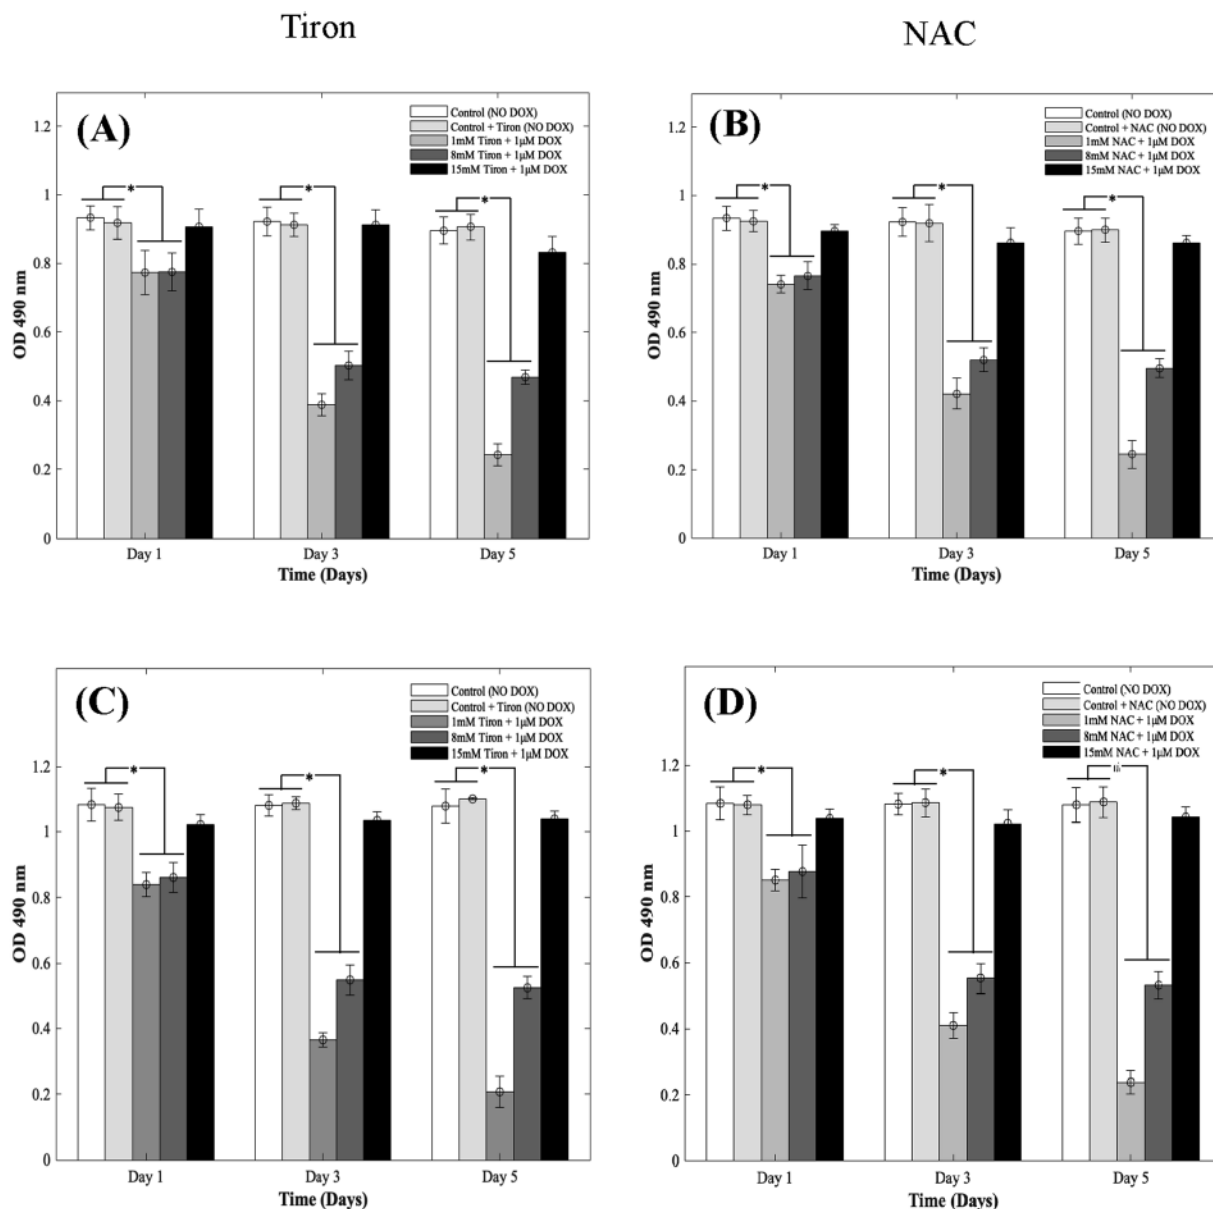 Tiron
NAC
(A)
Control (NO DOX)
Control + Tiron (NO DOX)
1mM Tiron + 1μM DOX
8mM Tiron + 1μM DOX
15mM Tiron + 1μM DOX
1.2
1
0.8
0.6
0.4
0.2
0
OD 490 nm
*
*
*
Day 1
Day 3
Day 5
Time (Days)
(B)
Control (NO DOX)
Control + NAC (NO DOX)
1mM NAC + 1μM DOX
8mM NAC + 1μM DOX
15mM NAC + 1μM DOX
1.2
1
0.8
0.6
0.4
0.2
0
OD 490 nm
*
*
*
Day 1
Day 3
Day 5
Time (Days)
(C)
Control (NO DOX)
Control + Tiron (NO DOX)
1mM Tiron + 1μM DOX
8mM Tiron + 1μM DOX
15mM Tiron + 1μM DOX
1.2
1
0.8
0.6
0.4
0.2
0
OD 490 nm
*
*
*
Day 1
Day 3
Day 5
Time (Days)
(D)
Control (NO DOX)
Control + NAC (NO DOX)
1mM NAC + 1μM DOX
8mM NAC + 1μM DOX
15mM NAC + 1μM DOX
1.2
1
0.8
0.6
0.4
0.2
0
OD 490 nm
*
*
Day 1
Day 3
Day 5
Time (Days)